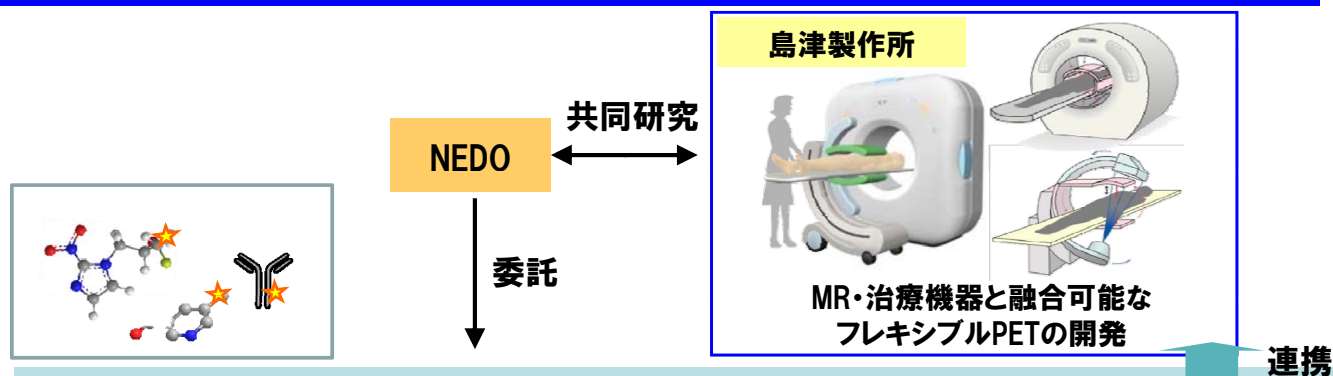 島津製作所
共同研究
NEDO
委託
MR・治療機器と融合可能な
フレキシブルPETの開発
連携